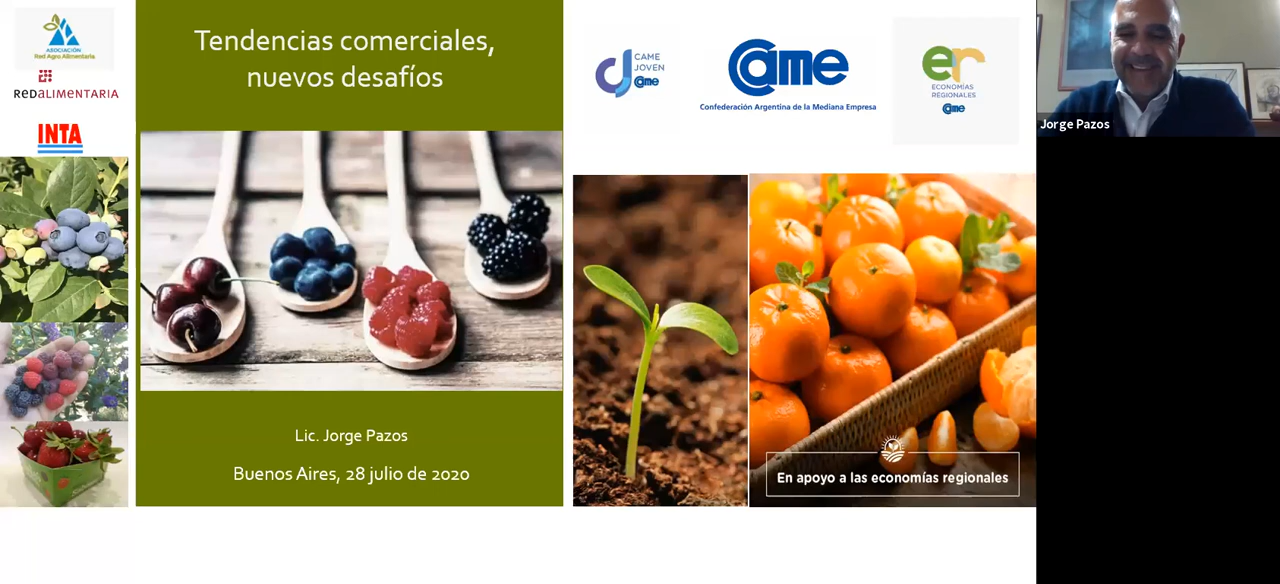 ASOCIACIÓN
Red Agro Alimentaria
REDALIMENTARIA
INTA
Tendencias comerciales,
nuevos desafíos
Lic. Jorge Pazos
Buenos Aires, 28 julio de 2020
CAME
JOVEN
Came
Came
Confederación Argentina de la Mediana Empresa
er
ECONOMÍAS
REGIONALES
Came
En apoyo a las economías regionales
Jorge Pazos